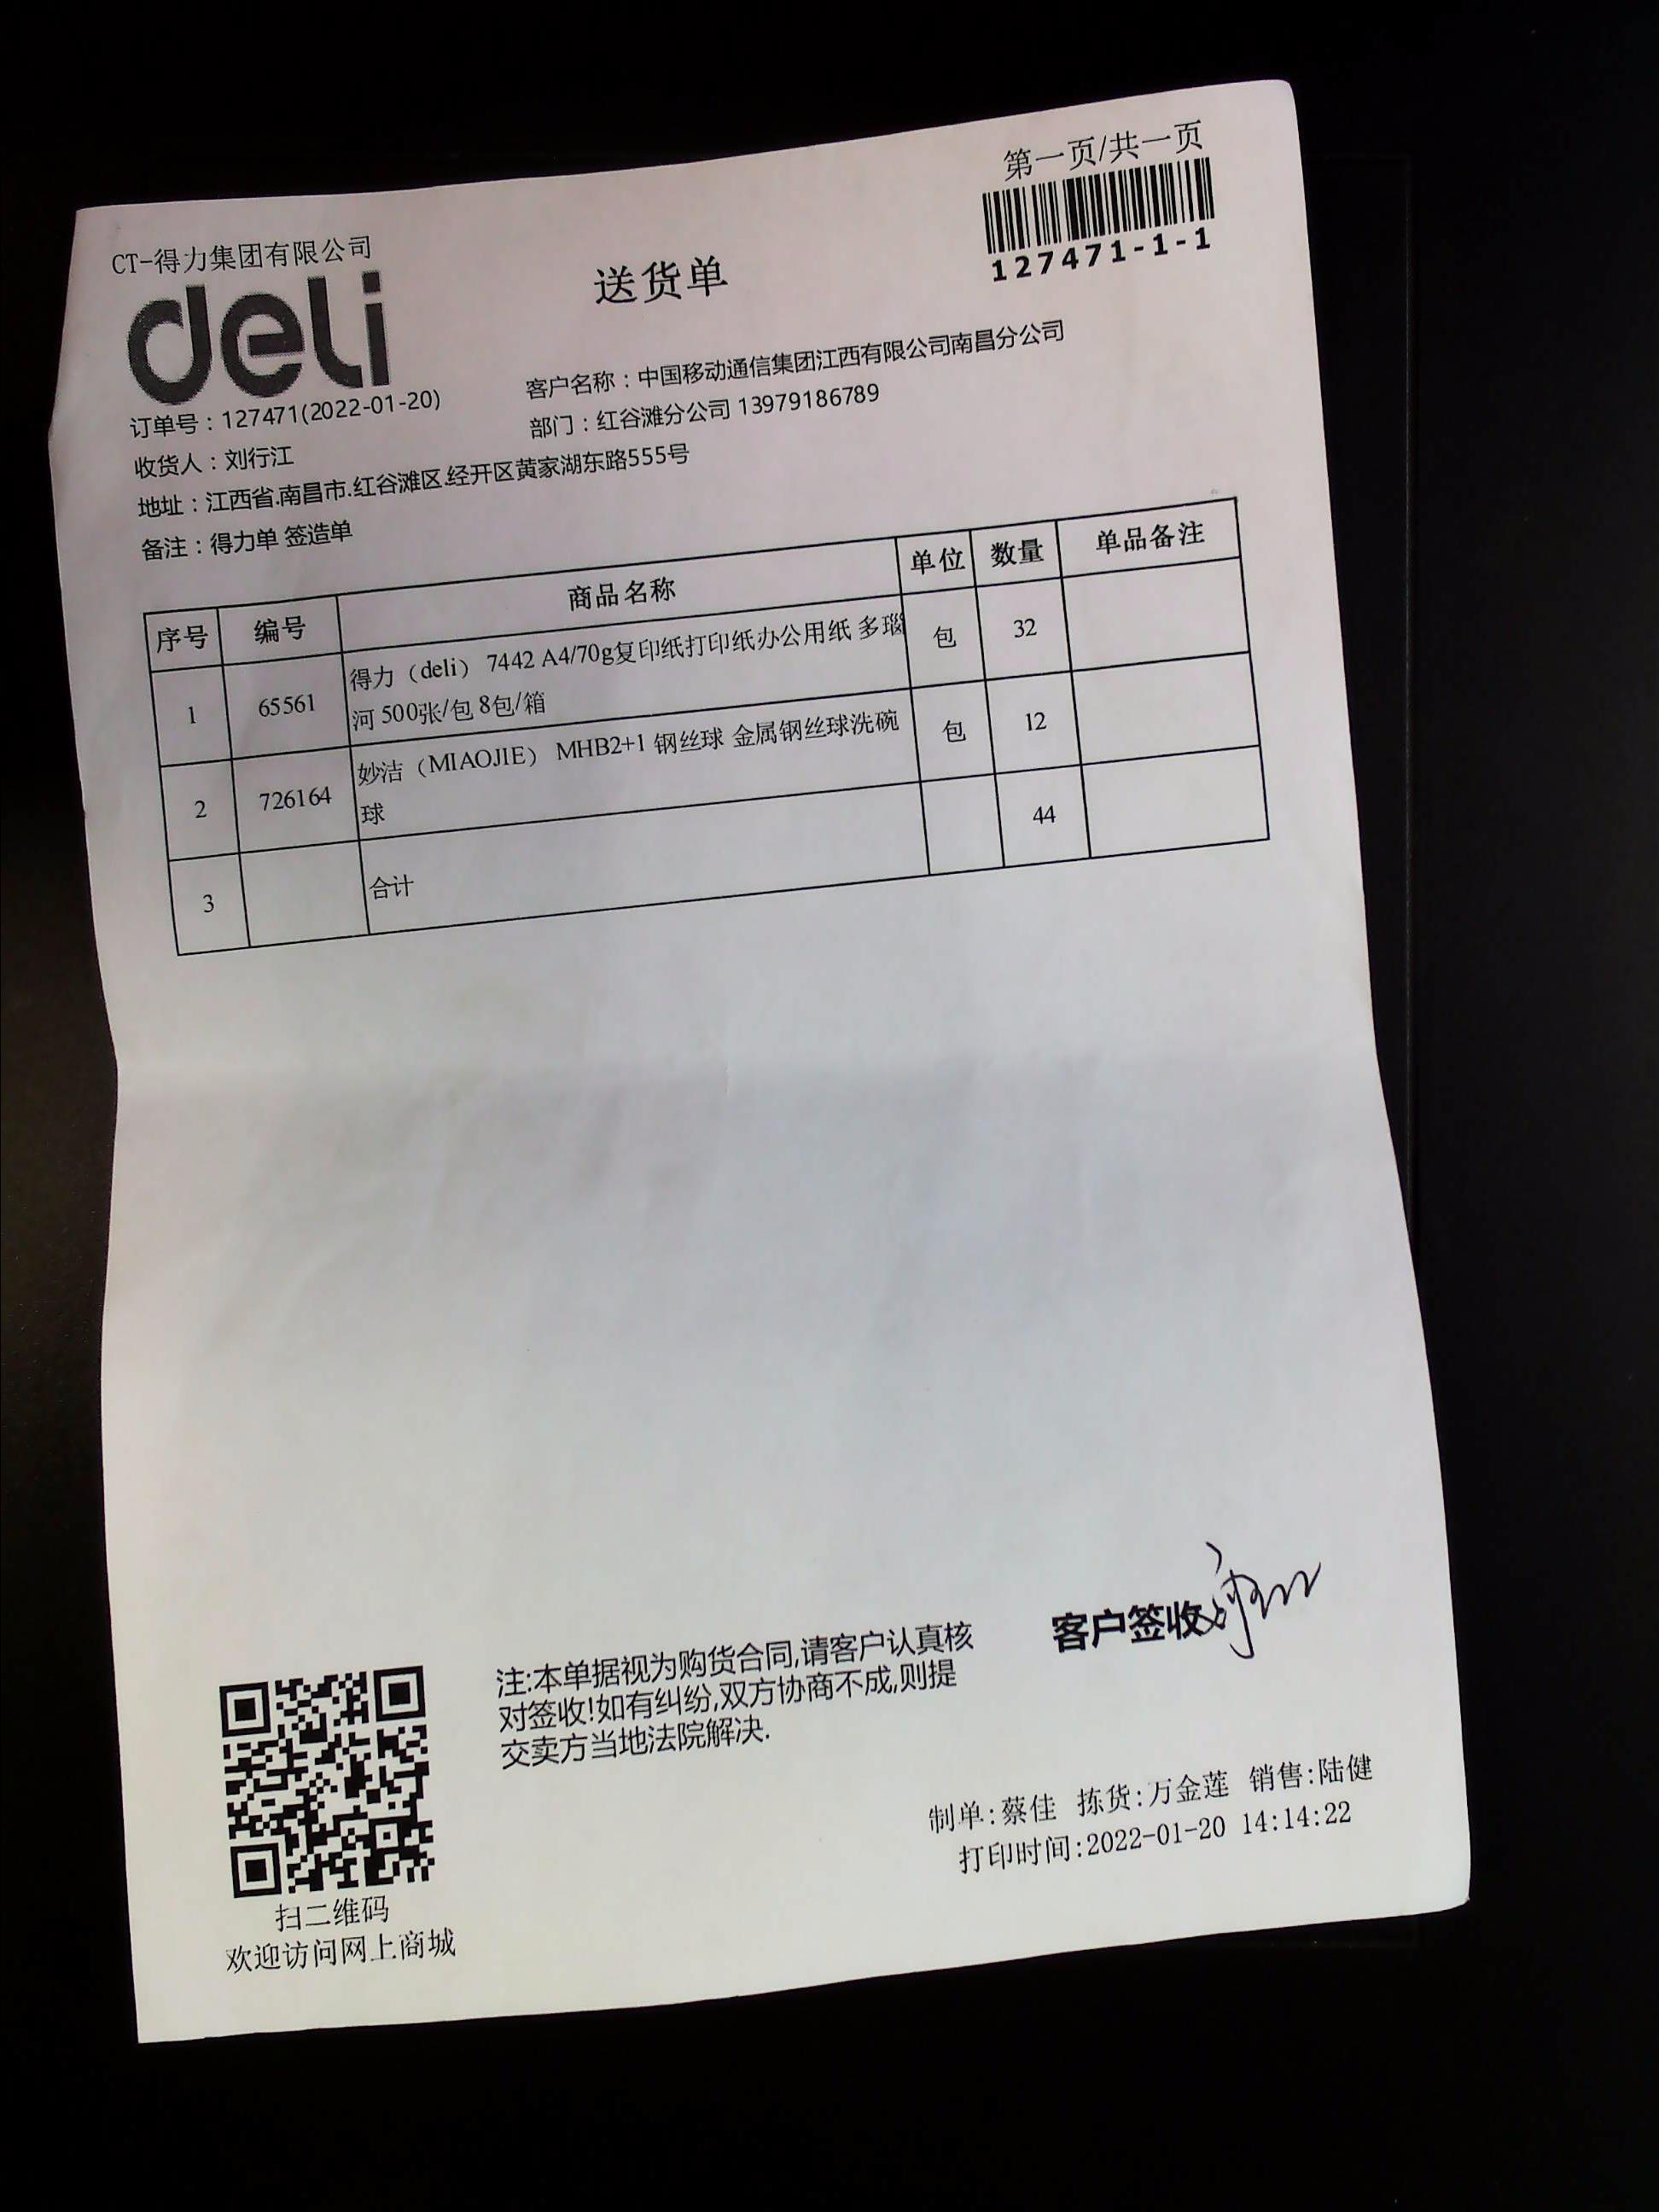 第一页/共一页
127471-1-1
CT-得力集团有限公司
deli
送货单
订单号：127471(2022-01-20)
客户名称：中国移动通信集团江西有限公司南昌分公司
收货人：刘行江
部门：红谷滩分公司 13979186789
地址：江西省.南昌市.红谷滩区.经开区黄家湖东路555号
备注：得力单 签造单
序号 编号 商品名称 单位 数量 单品备注
1 65561 得力（deli） 7442 A4/70g复印纸打印纸办公用纸 多瑙 包 32
河 500张/包 8包/箱
2 726164 妙洁（MIAOJIE） MHB2+1 钢丝球 金属钢丝球洗碗 包 12
球
3 合计 44
客户签收
注:本单据视为购货合同,请客户认真核
对签收!如有纠纷,双方协商不成,则提
交卖方当地法院解决.
制单:蔡佳 拣货:万金莲 销售:陆健
打印时间:2022-01-20 14:14:22
扫二维码
欢迎访问网上商城